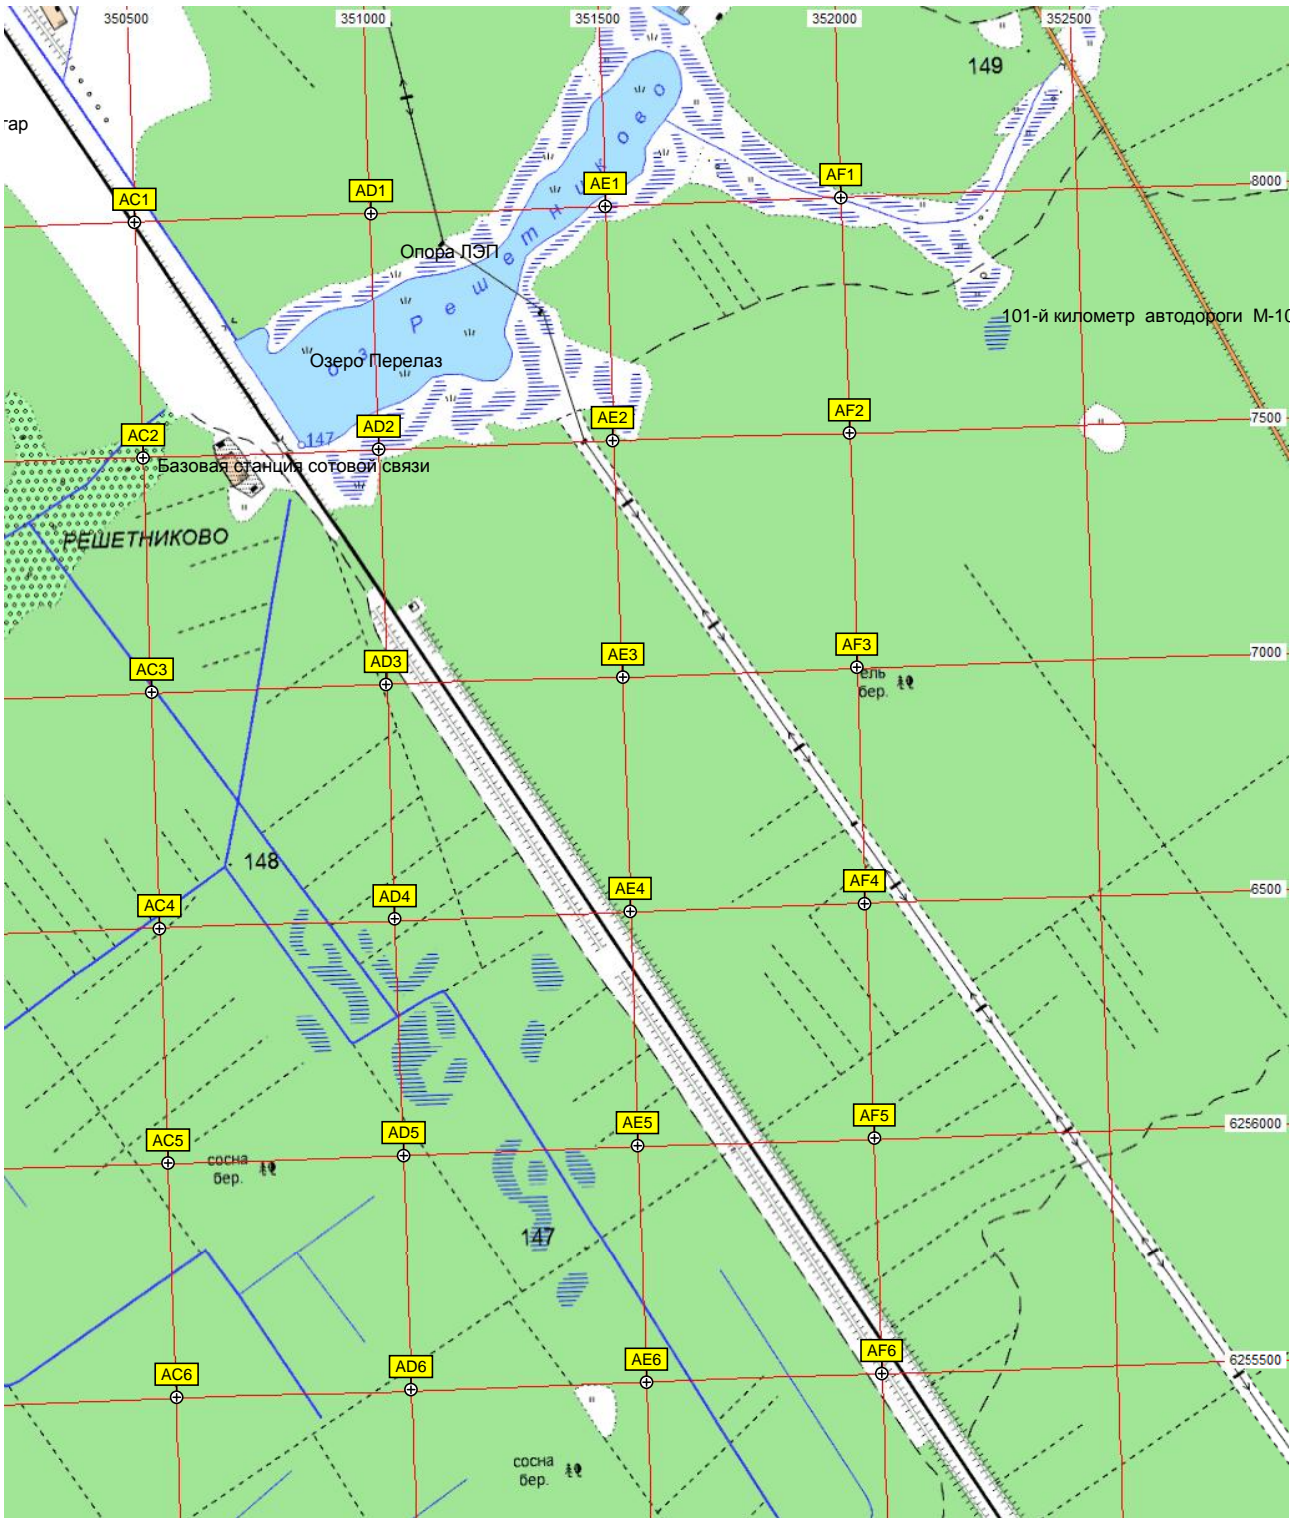 350500 351000 351500 352000 352500
149
гар
8000
AC1 AD1 AE1 AF1
Опора ЛЭП
оз Решетниково
101-й километр автодороги М-10
Озеро Перелаз
7500
AC2 AD2 AE2 AF2
147
Базовая станция сотовой связи
РЕШЕТНИКОВО
7000
AC3 AD3 AE3 AF3
ель
бер.
148
6500
AC4 AD4 AE4 AF4
6256000
AC5 AD5 AE5 AF5
сосна
бер.
147
6255500
AC6 AD6 AE6 AF6
сосна
бер.